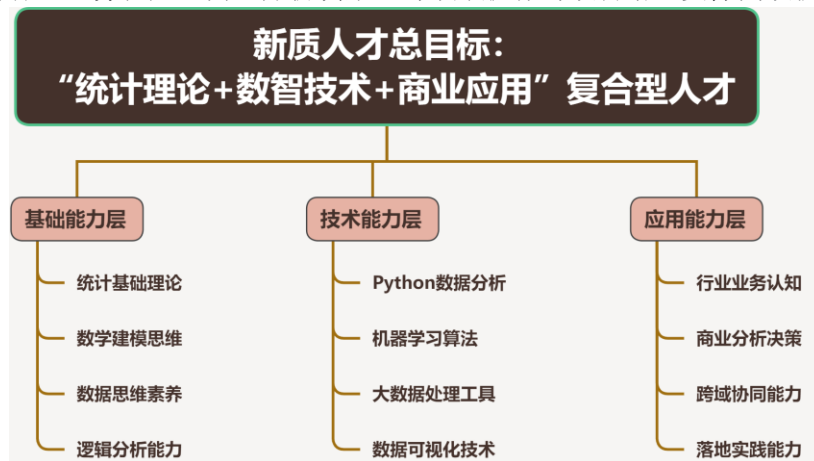 新质人才总目标：
“统计理论+数智技术+商业应用”复合型人才
基础能力层
统计基础理论
数学建模思维
数据思维素养
逻辑分析能力
技术能力层
Python数据分析
机器学习算法
大数据处理工具
数据可视化技术
应用能力层
行业业务认知
商业分析决策
跨域协同能力
落地实践能力